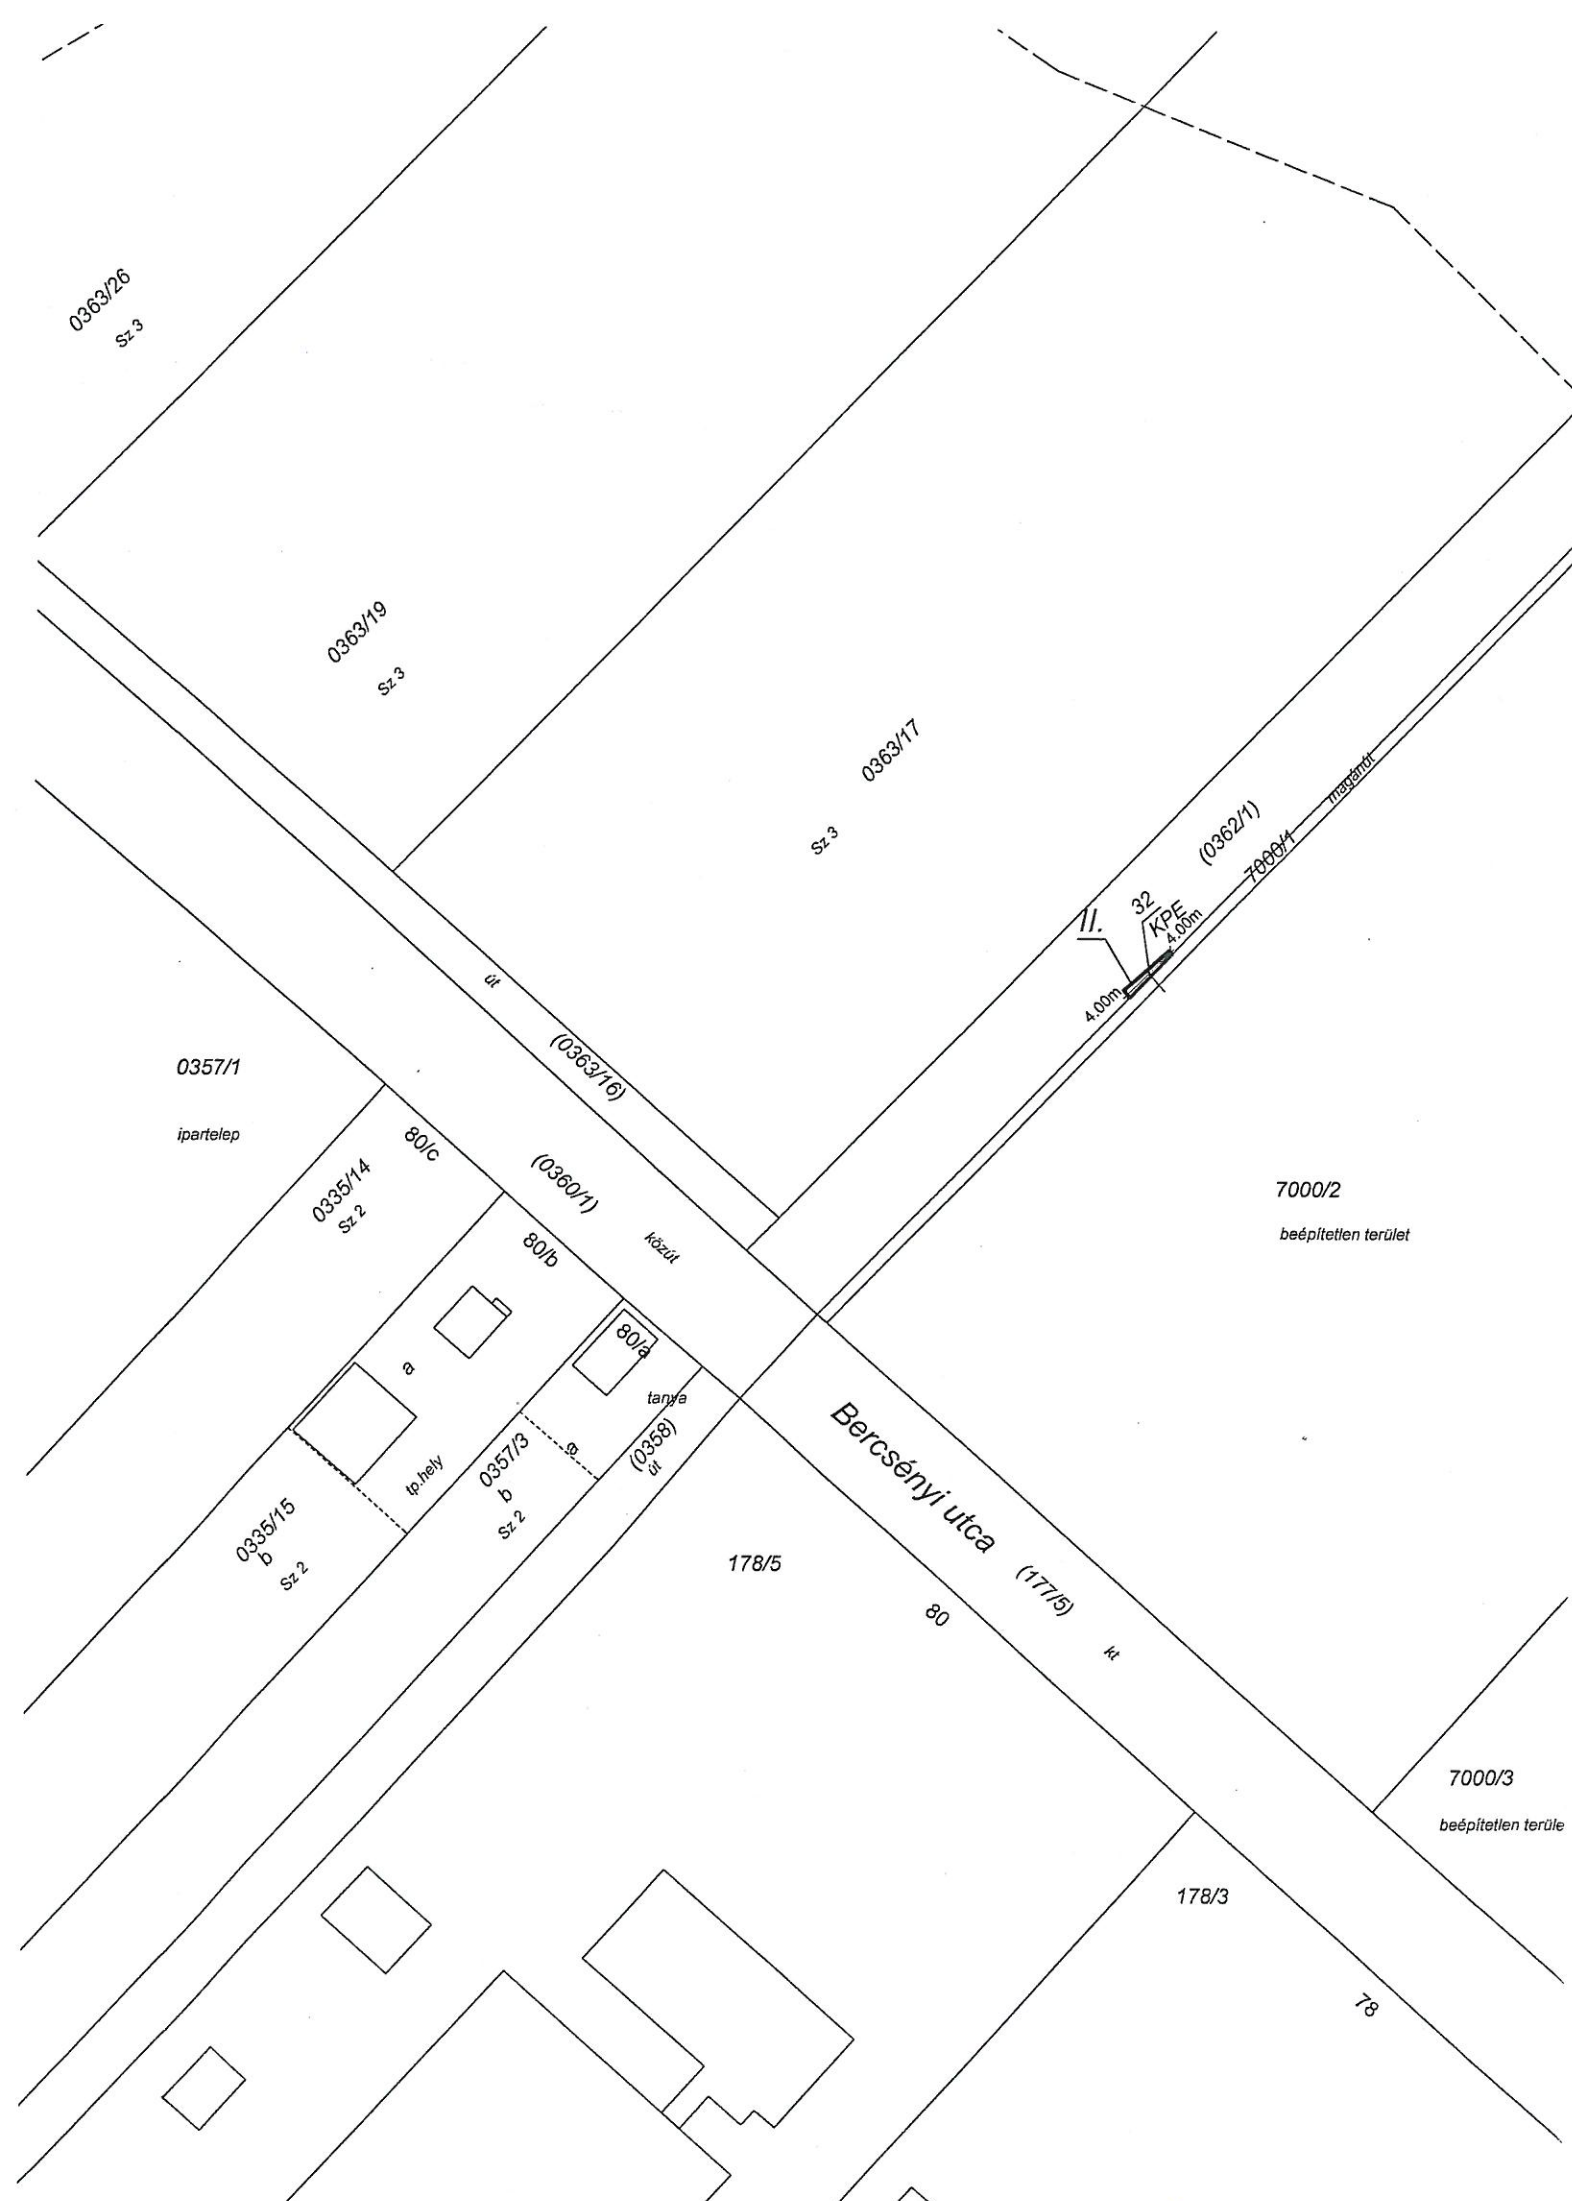 0363/26
Sz 3
0363/19
Sz 3
0363/17
Sz 3
magánút
(0362/1)
7000/1
II.
32
KPE
4.00m
4.00m
út
(0363/16)
0357/1
ipartelep
80/c
0335/14
Sz 2
(0360/1)
közút
80/b
7000/2
beépítetlen terület
80/a
a
tanya
Bercsényi utca
(177/5)
kt
(0358)
út
a
0357/3
b
Sz 2
tp.hely
0335/15
b
Sz 2
178/5
80
7000/3
beépítetlen terüle
178/3
78